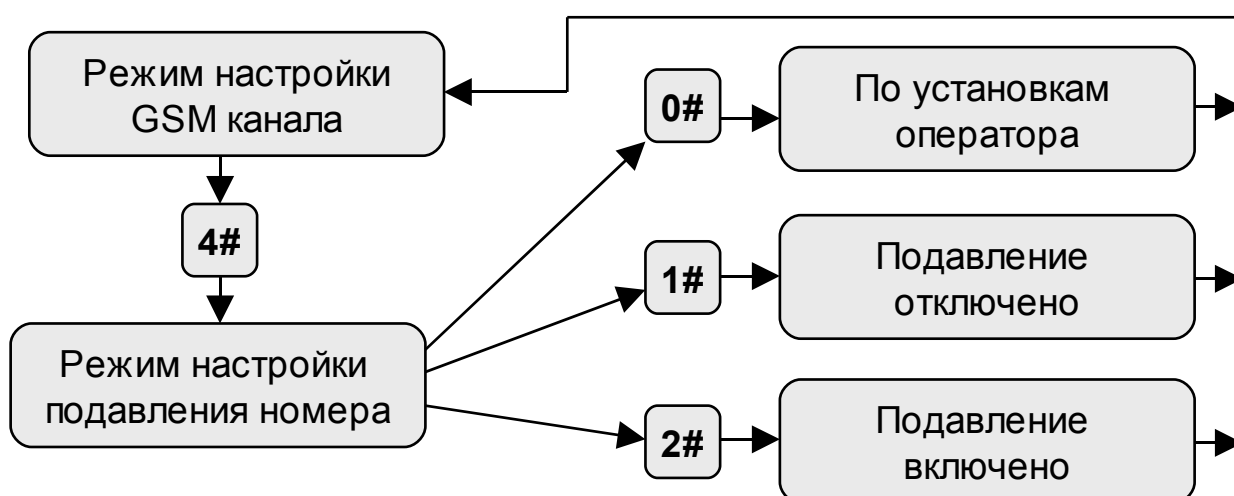 Режим настройки
GSM канала
4#
Режим настройки
подавления номера
0#
По установкам
оператора
1#
Подавление
отключено
2#
Подавление
включено